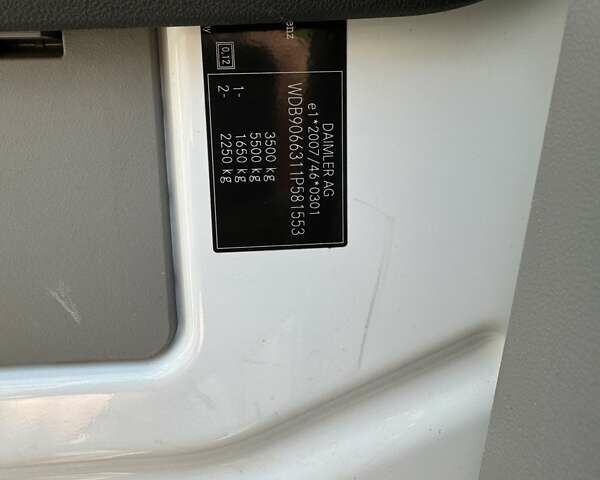 DAIMLER AG
e1*2007/46*0301
WDB9066311P581553
3500 kg
5500 kg
1- 1650 kg
2- 2250 kg
0,12
enz